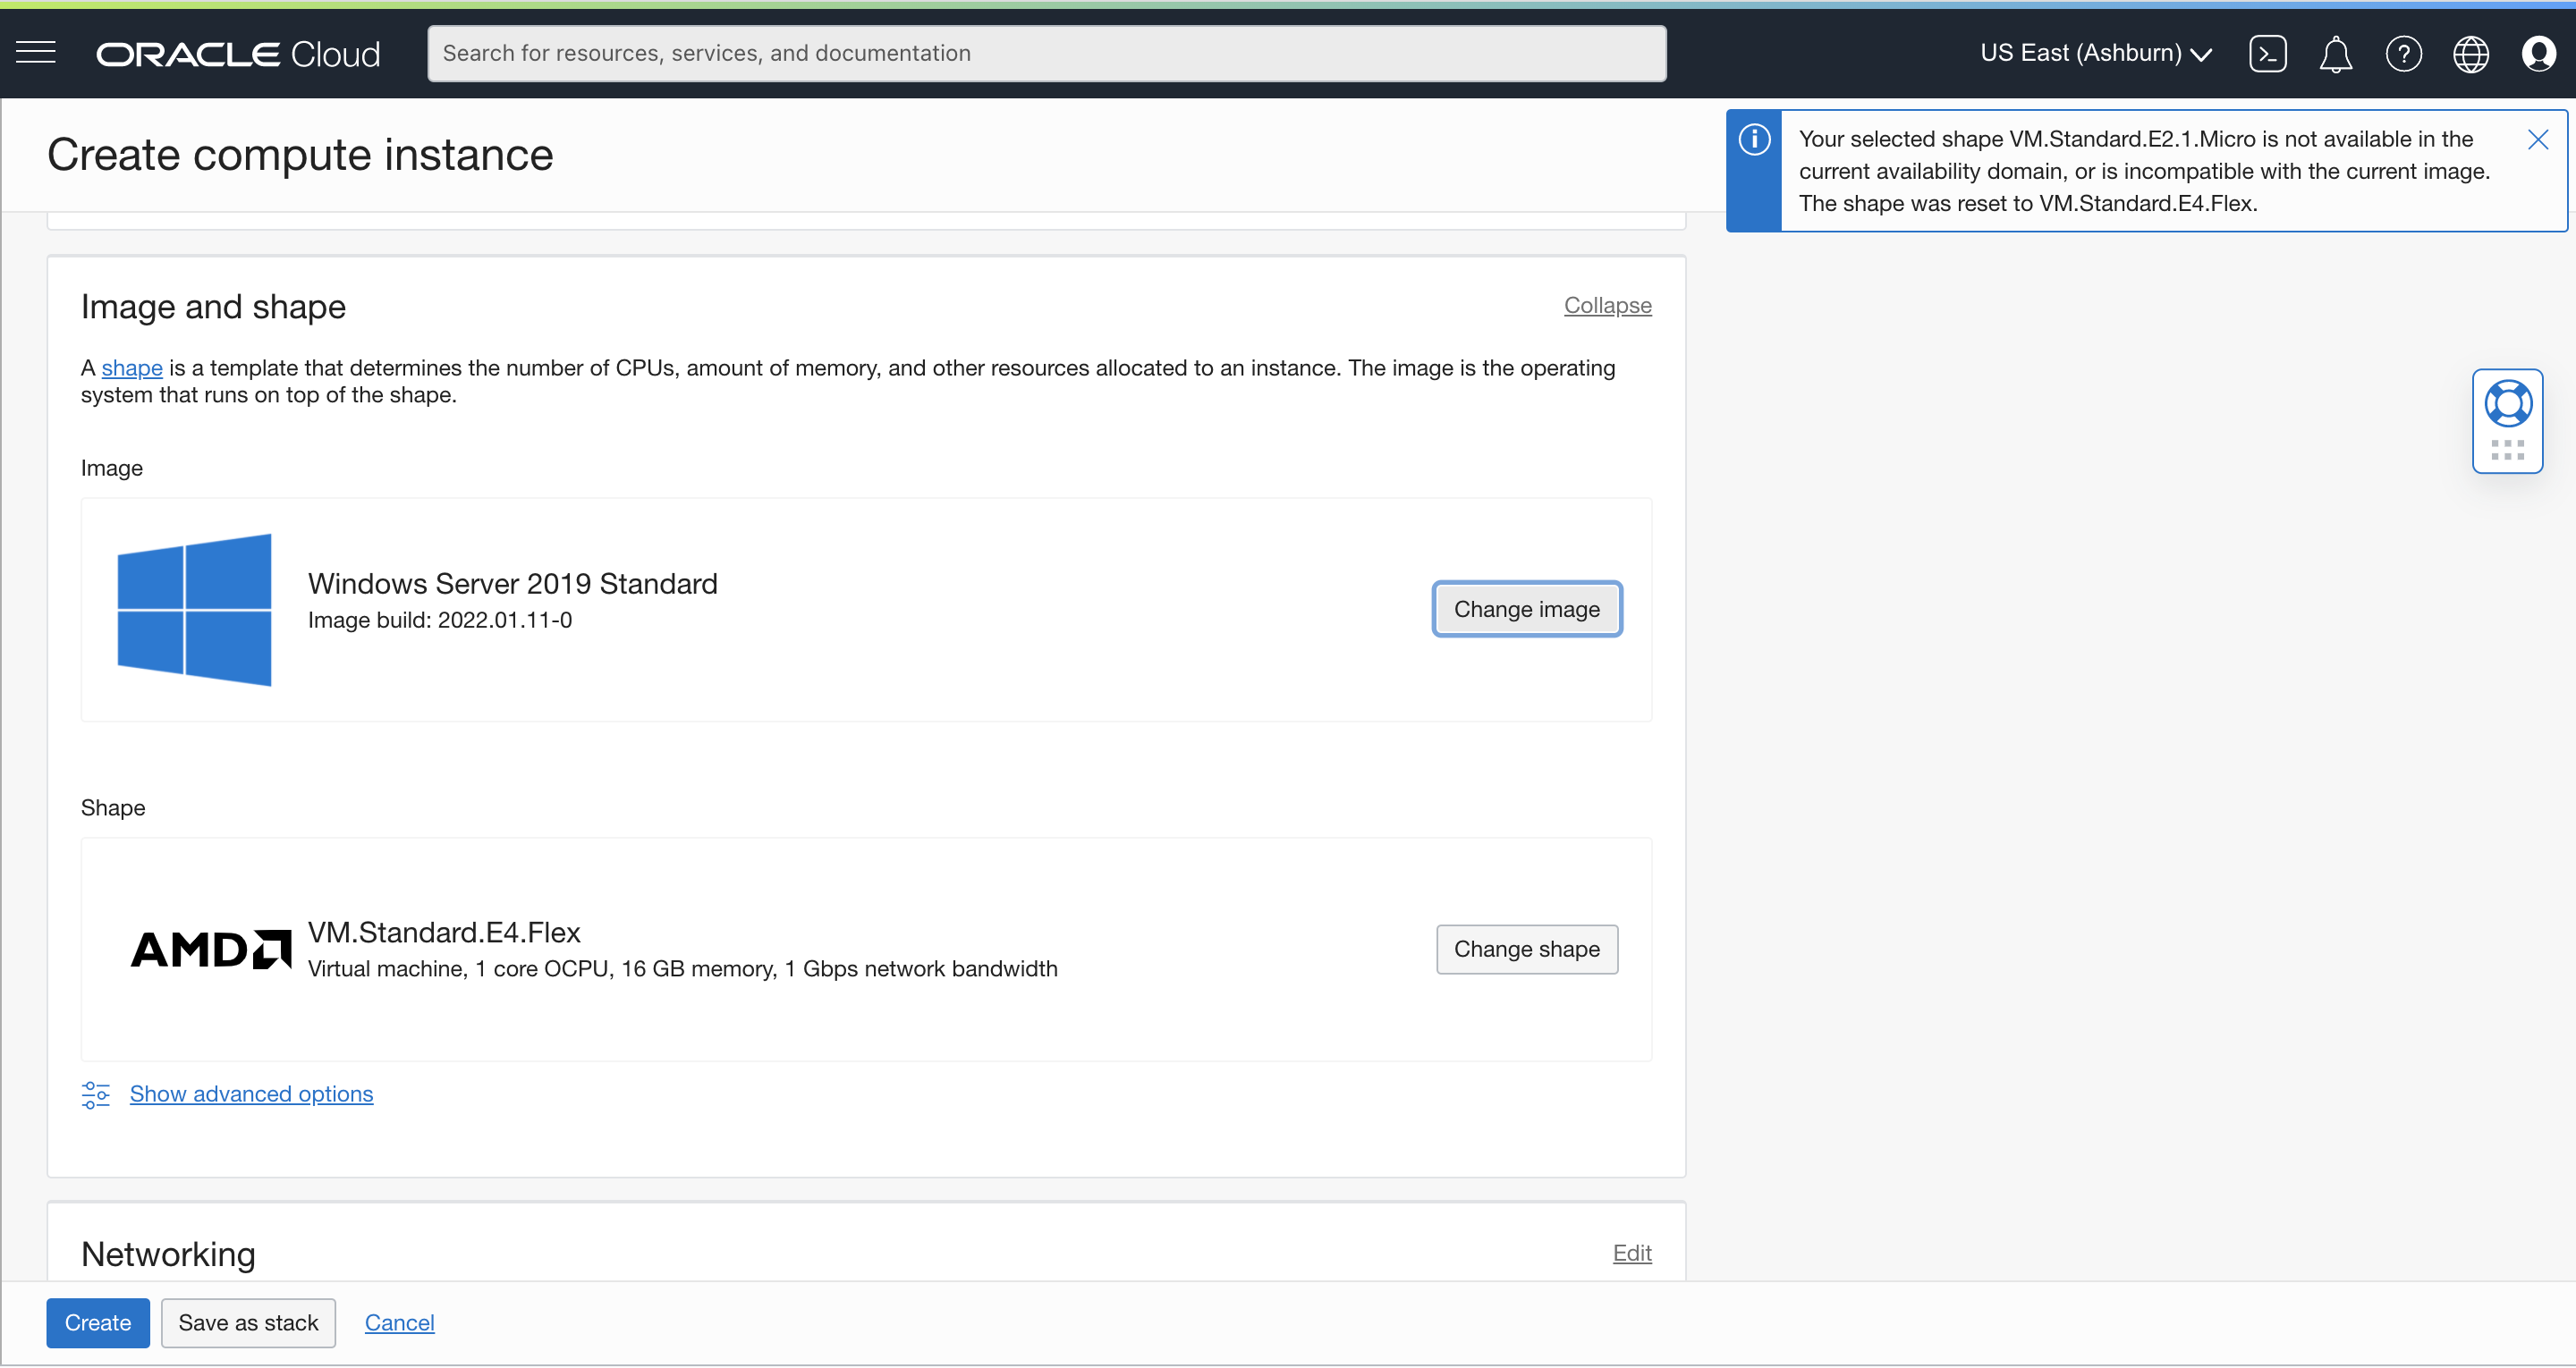 ORACLE Cloud
Search for resources, services, and documentation
US East (Ashburn)
Create compute instance
Your selected shape VM.Standard.E2.1.Micro is not available in the
current availability domain, or is incompatible with the current image.
The shape was reset to VM.Standard.E4.Flex.
Image and shape
Collapse
A shape is a template that determines the number of CPUs, amount of memory, and other resources allocated to an instance. The image is the operating
system that runs on top of the shape.
Image
Windows Server 2019 Standard
Image build: 2022.01.11-0
Change image
Shape
AMD
VM.Standard.E4.Flex
Virtual machine, 1 core OCPU, 16 GB memory, 1 Gbps network bandwidth
Change shape
Show advanced options
Networking
Edit
Create
Save as stack
Cancel